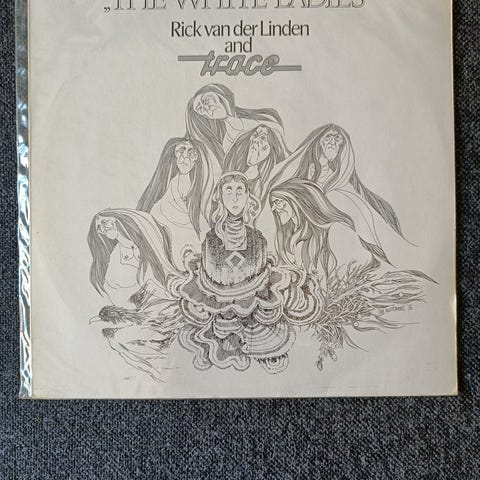 „THE WHITE LADIES"
Rick van der Linden
and
trace